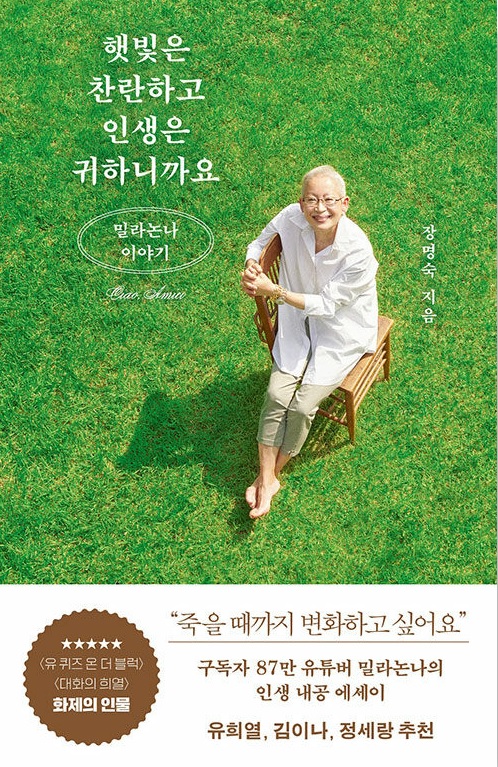 햇빛은
찬란하고
인생은
귀하니까요
밀라논나
이야기
Ciao, Amici
장명숙 지음
“죽을 때까지 변화하고 싶어요”
★★★★★
〈유 퀴즈 온 더 블럭〉
〈대화의 희열〉
화제의 인물
구독자 87만 유튜버 밀라논나의
인생 내공 에세이
유희열, 김이나, 정세랑 추천